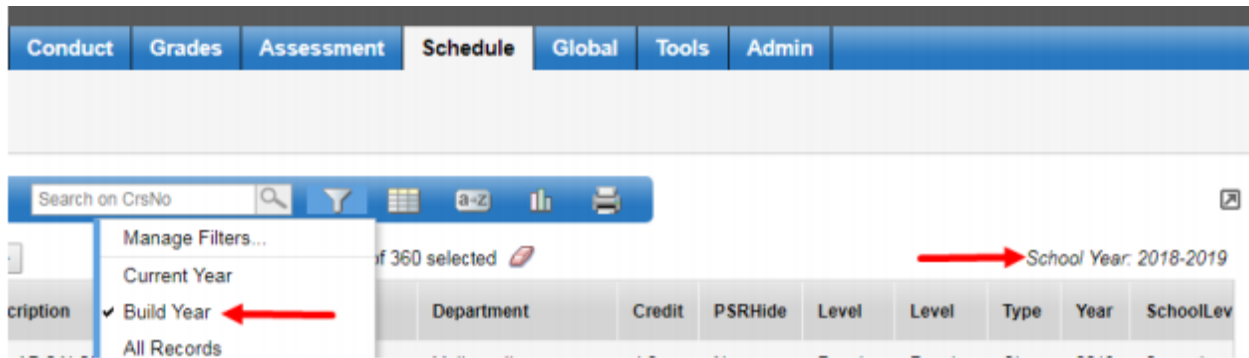 Conduct Grades Assessment Schedule Global Tools Admin
Search on CrsNo a-z
Manage Filters...
of 360 selected School Year: 2018-2019
Current Year
cription Build Year Department Credit PSRHide Level Level Type Year SchoolLev
All Records